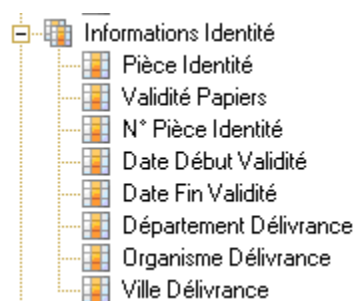 Informations Identité
Pièce Identité
Validité Papiers
N° Pièce Identité
Date Début Validité
Date Fin Validité
Département Délivrance
Organisme Délivrance
Ville Délivrance